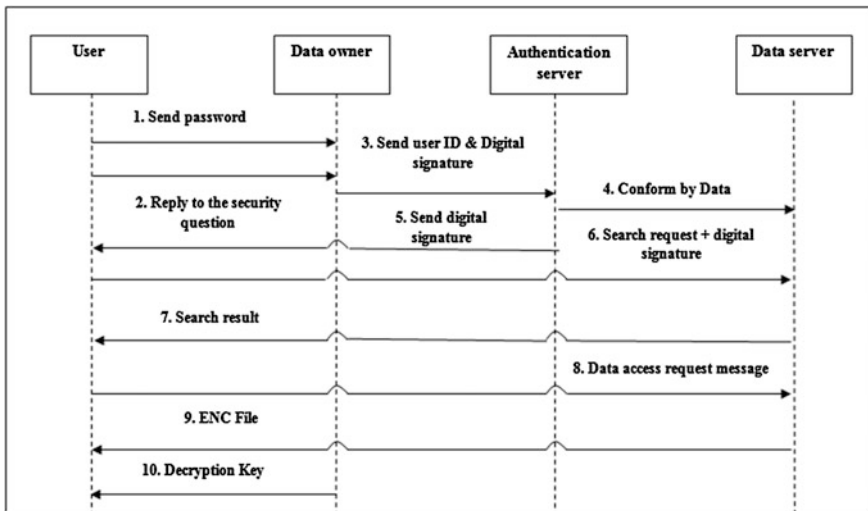 User
Data owner
Authentication
server
Data server
1. Send password
3. Send user ID & Digital
signature
2. Reply to the security
question
4. Conform by Data
5. Send digital
signature
6. Search request + digital
signature
7. Search result
8. Data access request message
9. ENC File
10. Decryption Key